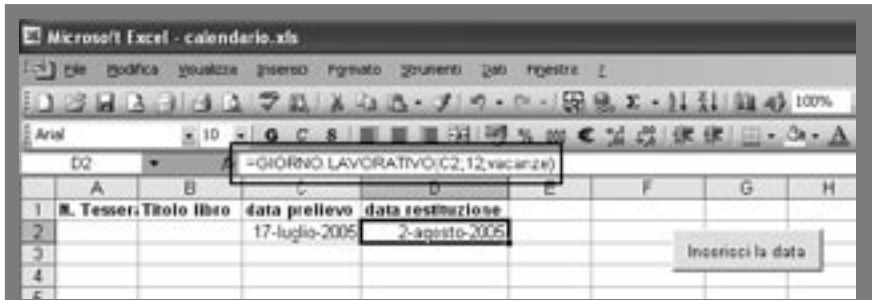 Microsoft Excel - calendario.xls
File Modifica Visualizza Inserisci Formato Strumenti Dati Finestra ?
100%
Arial 10 G C S % 000 €
D2 =GIORNO.LAVORATIVO(C2;12;vacanze)
A B C D E F G H
1 N. Tessera Titolo libro data prelievo data restituzione
2 17-luglio-2005 2-agosto-2005
Inserisci la data
3
4
5